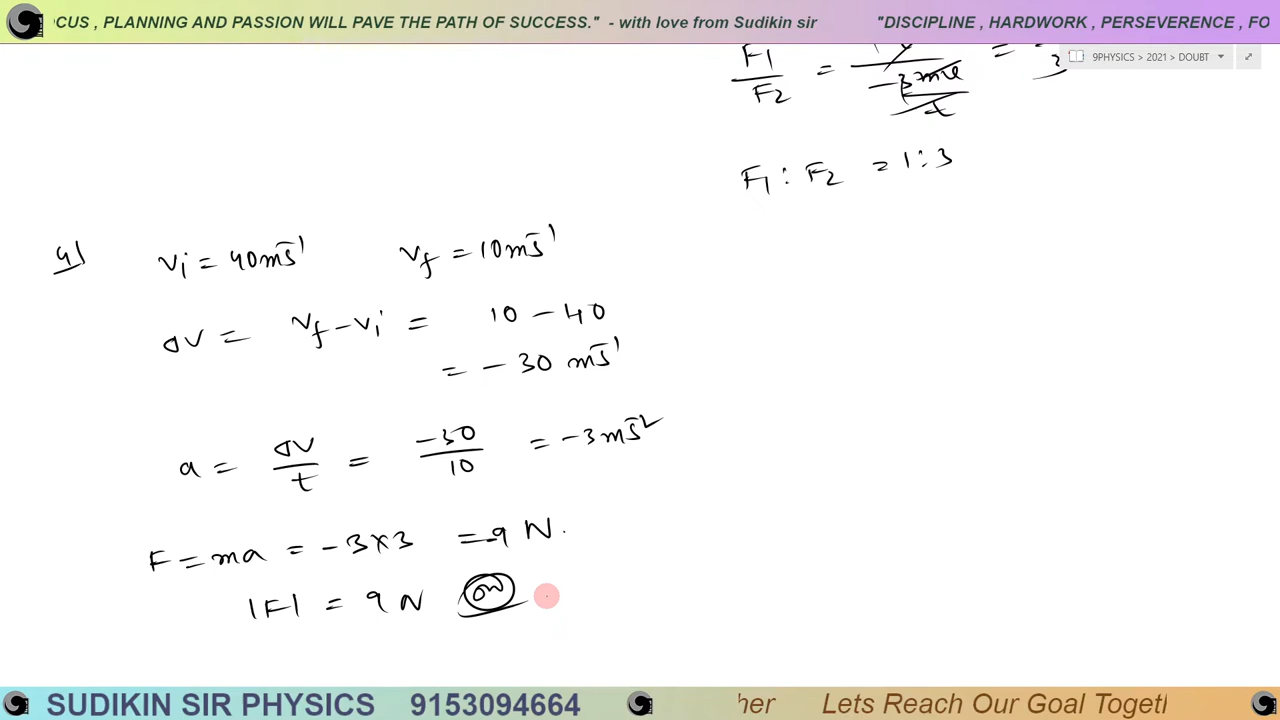 OCUS , PLANNING AND PASSION WILL PAVE THE PATH OF SUCCESS." - with love from Sudikin sir "DISCIPLINE , HARDWORK , PERSEVERENCE , FO
9PHYSICS > 2021 > DOUBT
F1/F2 = /(-3mu/t) = /3
F1 : F2 = 1:3
4) vi = 40ms⁻¹ vf = 10ms⁻¹
ΔV = vf - vi = 10 - 40
= - 30 ms⁻¹
a = ΔV/t = -30/10 = -3ms⁻²
F = ma = -3×3 = -9 N.
|F| = 9 N
SUDIKIN SIR PHYSICS 9153094664 her Lets Reach Our Goal Togetl